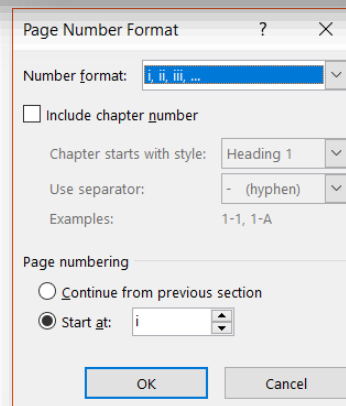 Page Number Format ? X
Number format: i, ii, iii, ...
Include chapter number
Chapter starts with style: Heading 1
Use separator: - (hyphen)
Examples: 1-1, 1-A
Page numbering
Continue from previous section
Start at: i
OK Cancel